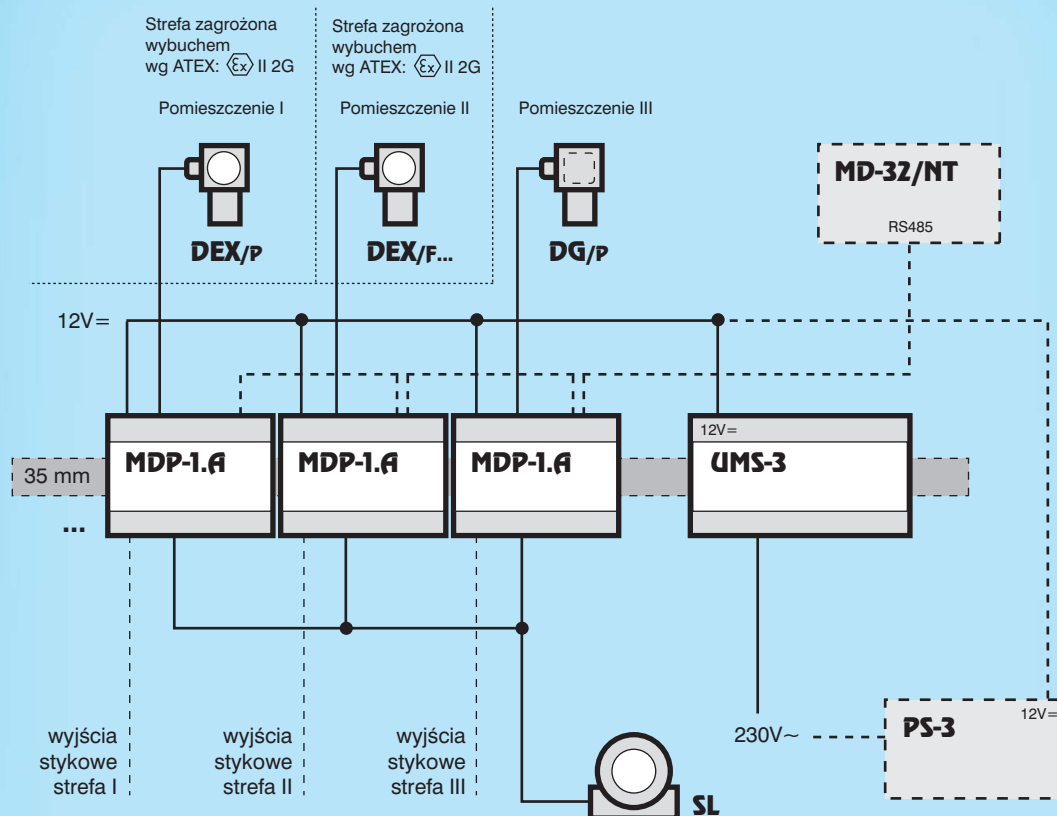 Strefa zagrożona
wybuchem
wg ATEX: Ɛx II 2G
Strefa zagrożona
wybuchem
wg ATEX: Ɛx II 2G
Pomieszczenie I
Pomieszczenie II
Pomieszczenie III
MD-32/NT
RS485
DEX/P
DEX/F...
DG/P
12V=
12V=
35 mm
MDP-1.A
MDP-1.A
MDP-1.A
UMS-3
...
wyjścia
stykowe
strefa I
wyjścia
stykowe
strefa II
wyjścia
stykowe
strefa III
230V~
PS-3
12V=
SL